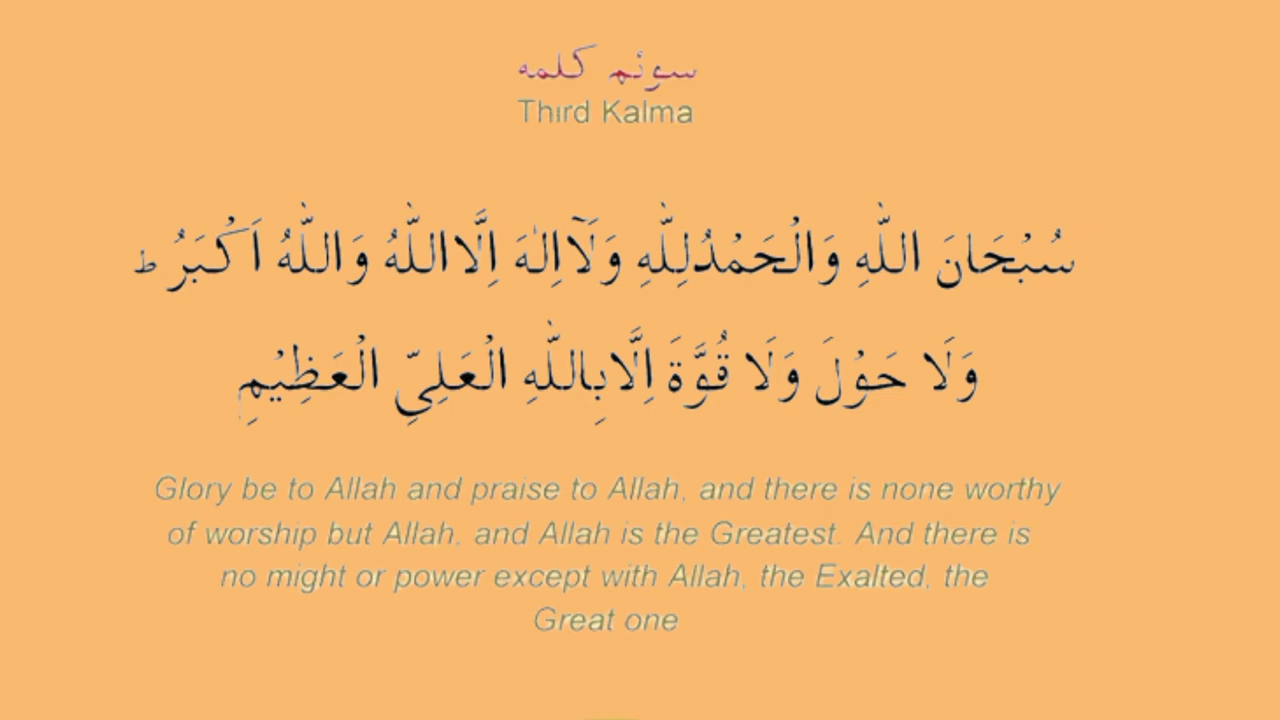 سوئم کلمه
Third Kalma
سُبْحَانَ اللّٰهِ وَالْحَمْدُلِلّٰهِ وَلَآاِلٰهَ اِلَّااللّٰهُ وَاللّٰهُ اَكْبَرُ ط
وَلَا حَوْلَ وَلَا قُوَّةَ اِلَّابِاللّٰهِ الْعَلِيِّ الْعَظِيْمِ
Glory be to Allah and praise to Allah, and there is none worthy
of worship but Allah. and Allah is the Greatest. And there is
no might or power except with Allah, the Exalted, the
Great one